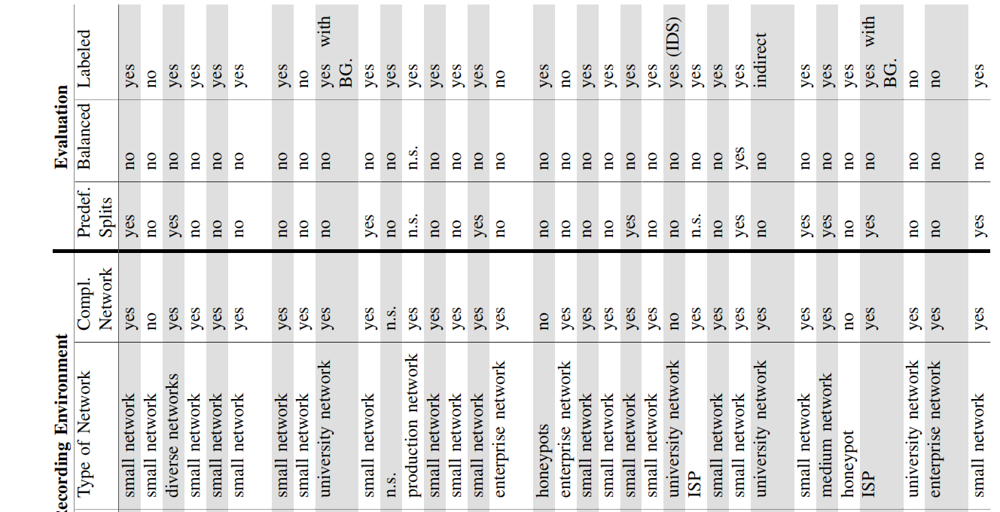 ecording Environment Evaluation
Type of Network Compl. Predef. Balanced Labeled
Network Splits
small network yes yes no yes
small network no no no no
diverse networks yes yes no yes
small network yes no no yes
small network yes no no yes
small network yes no no yes
small network yes no no yes
small network yes no no no
university network yes no no yes with
BG.
small network yes yes no yes
n.s. n.s. no no yes
production network yes n.s. n.s. yes
small network yes no no yes
small network yes no no yes
small network yes yes no yes
enterprise network yes no no no
honeypots no no no yes
enterprise network yes no no no
small network yes no no yes
small network yes no no yes
small network yes yes no yes
small network yes no no yes
university network no no no yes (IDS)
ISP yes n.s. no yes
small network yes no no yes
small network yes yes yes yes
university network yes no no indirect
small network yes yes no yes
medium network yes yes no yes
honeypot no no no yes
ISP yes yes no yes with
BG.
university network yes no no no
enterprise network yes no no no
small network yes yes no yes